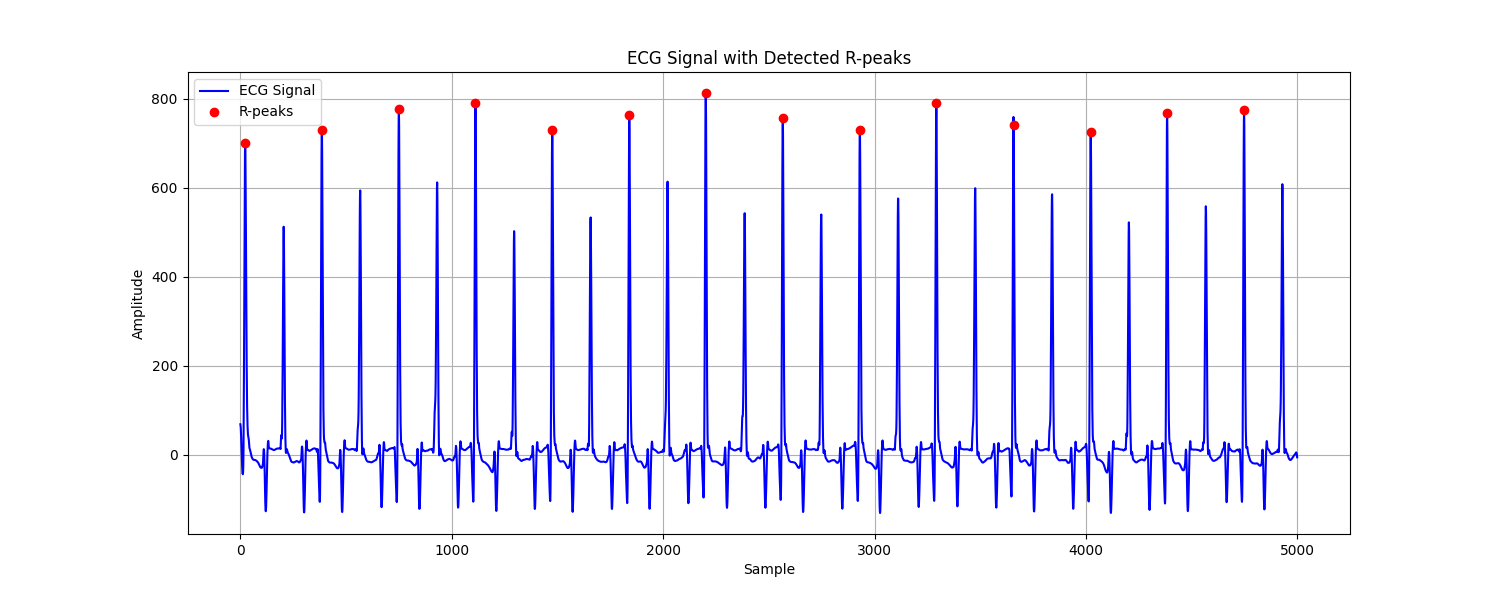 ECG Signal with Detected R-peaks
ECG Signal
R-peaks
Amplitude
800
600
400
200
0
0 1000 2000 3000 4000 5000
Sample